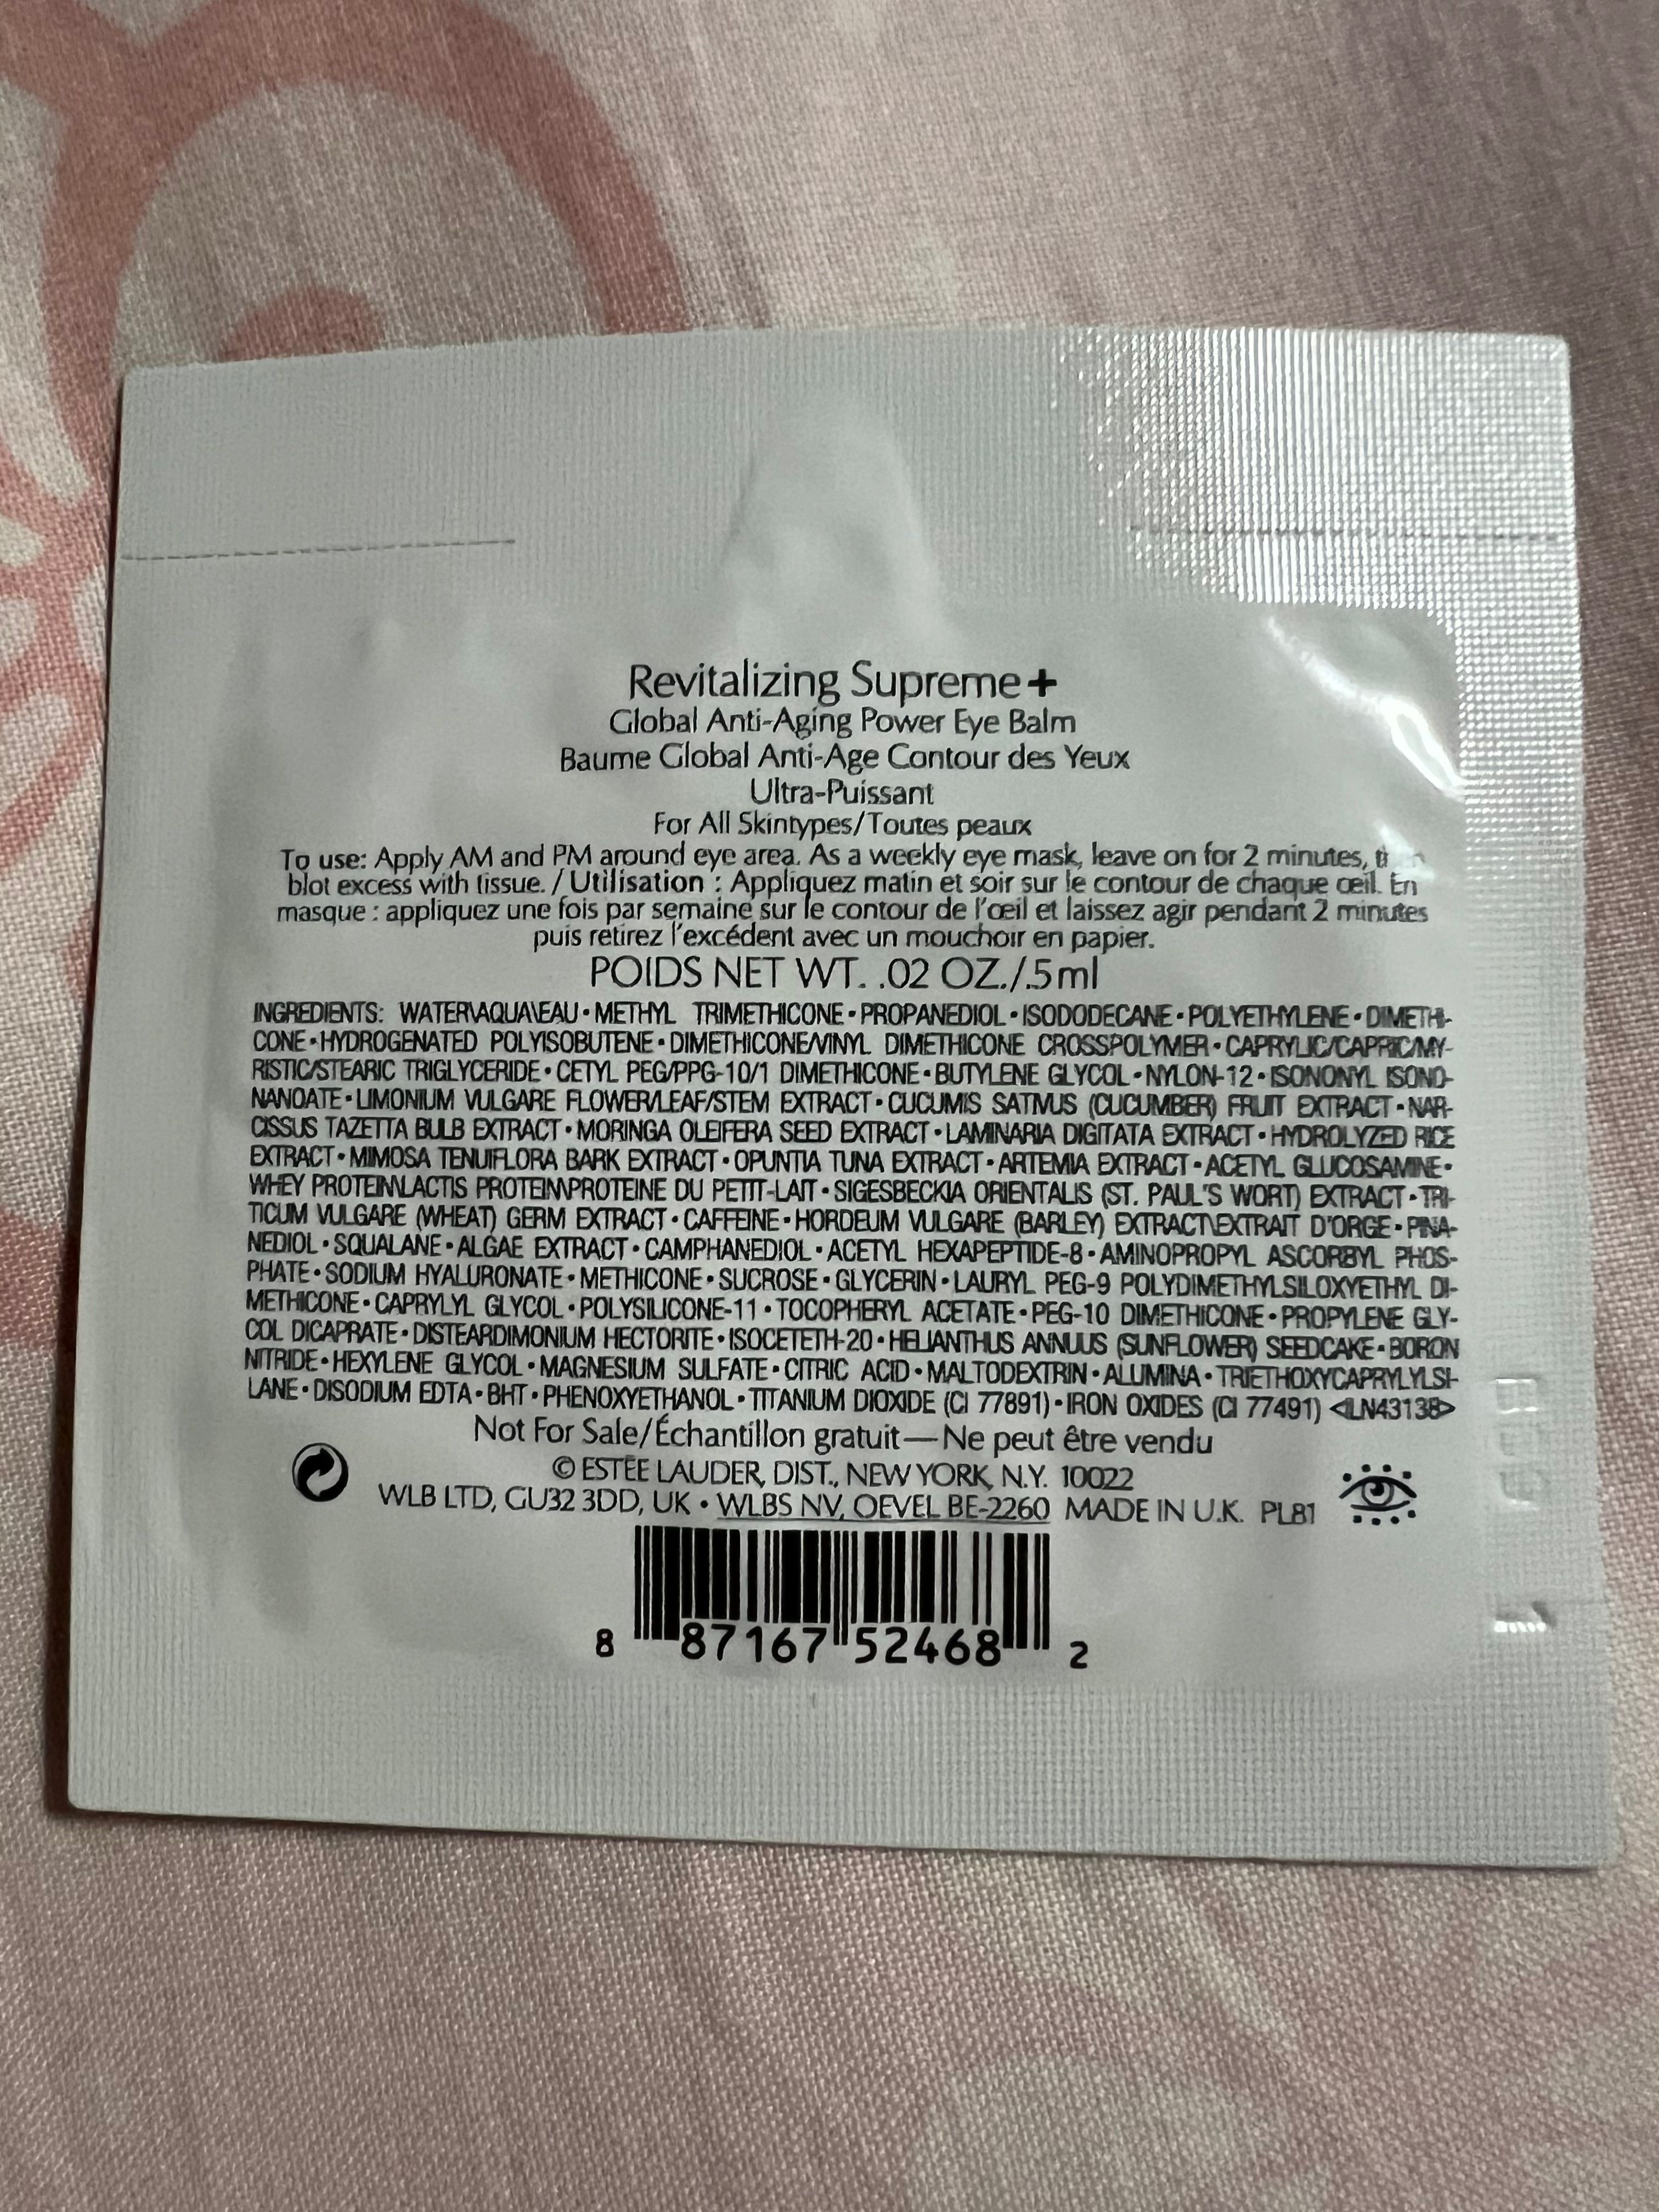 Revitalizing Supreme+
Global Anti-Aging Power Eye Balm
Baume Global Anti-Age Contour des Yeux
Ultra-Puissant
For All Skintypes/Toutes peaux
To use: Apply AM and PM around eye area. As a weekly eye mask, leave on for 2 minutes,
blot excess with tissue. / Utilisation : Appliquez matin et soir sur le contour de chaque œil. En
masque : appliquez une fois par semaine sur le contour de l'œil et laissez agir pendant 2 minutes
puis retirez l'excédent avec un mouchoir en papier.
POIDS NET WT. .02 OZ./.5ml
INGREDIENTS: WATER\AQUA\EAU • METHYL TRIMETHICONE • PROPANEDIOL • ISODODECANE • POLYETHYLENE • DIMETHI-
CONE • HYDROGENATED POLYISOBUTENE • DIMETHICONE/VINYL DIMETHICONE CROSSPOLYMER • CAPRYLIC/CAPRIC/MY-
RISTIC/STEARIC TRIGLYCERIDE • CETYL PEG/PPG-10/1 DIMETHICONE • BUTYLENE GLYCOL • NYLON-12 • ISONONYL ISONO-
NANOATE • LIMONIUM VULGARE FLOWER/LEAF/STEM EXTRACT • CUCUMIS SATIVUS (CUCUMBER) FRUIT EXTRACT • NAR-
CISSUS TAZETTA BULB EXTRACT • MORINGA OLEIFERA SEED EXTRACT • LAMINARIA DIGITATA EXTRACT • HYDROLYZED RICE
EXTRACT • MIMOSA TENUIFLORA BARK EXTRACT • OPUNTIA TUNA EXTRACT • ARTEMIA EXTRACT • ACETYL GLUCOSAMINE •
WHEY PROTEIN\LACTIS PROTEIN\PROTEINE DU PETIT-LAIT • SIGESBECKIA ORIENTALIS (ST. PAUL'S WORT) EXTRACT • TRI-
TICUM VULGARE (WHEAT) GERM EXTRACT • CAFFEINE • HORDEUM VULGARE (BARLEY) EXTRACT\EXTRAIT D'ORGE • PINA-
NEDIOL • SQUALANE • ALGAE EXTRACT • CAMPHANEDIOL • ACETYL HEXAPEPTIDE-8 • AMINOPROPYL ASCORBYL PHOS-
PHATE • SODIUM HYALURONATE • METHICONE • SUCROSE • GLYCERIN • LAURYL PEG-9 POLYDIMETHYLSILOXYETHYL DI-
METHICONE • CAPRYLYL GLYCOL • POLYSILICONE-11 • TOCOPHERYL ACETATE • PEG-10 DIMETHICONE • PROPYLENE GLY-
COL DICAPRATE • DISTEARDIMONIUM HECTORITE • ISOCETETH-20 • HELIANTHUS ANNUUS (SUNFLOWER) SEEDCAKE • BORON
NITRIDE • HEXYLENE GLYCOL • MAGNESIUM SULFATE • CITRIC ACID • MALTODEXTRIN • ALUMINA • TRIETHOXYCAPRYLYLSI-
LANE • DISODIUM EDTA • BHT • PHENOXYETHANOL • TITANIUM DIOXIDE (CI 77891) • IRON OXIDES (CI 77491) <ILN43138>
Not For Sale/Échantillon gratuit—Ne peut être vendu
© ESTÉE LAUDER, DIST., NEW YORK, N.Y. 10022
WLB LTD, GU32 3DD, UK • WLBS NV, OEVEL BE-2260 MADE IN U.K. PL81
8 87167 52468 2